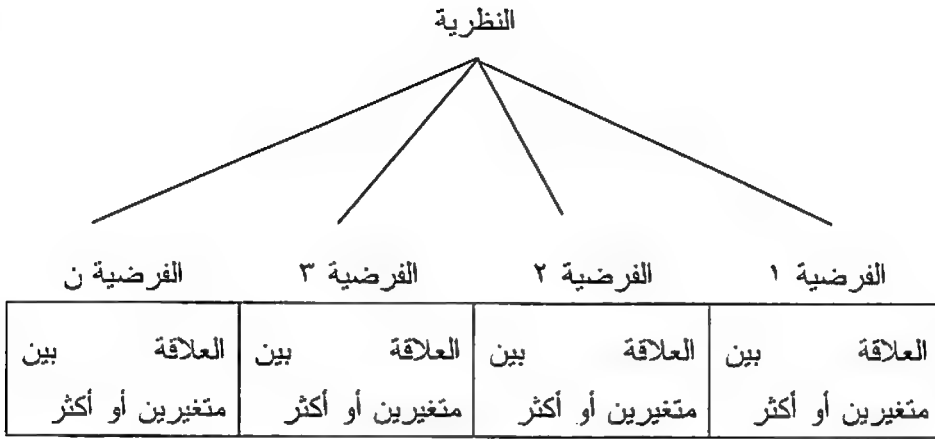 النظرية
الفرضية ١ الفرضية ٢ الفرضية ٣ الفرضية ن
العلاقة بين العلاقة بين العلاقة بين العلاقة بين
متغيرين أو أكثر متغيرين أو أكثر متغيرين أو أكثر متغيرين أو أكثر